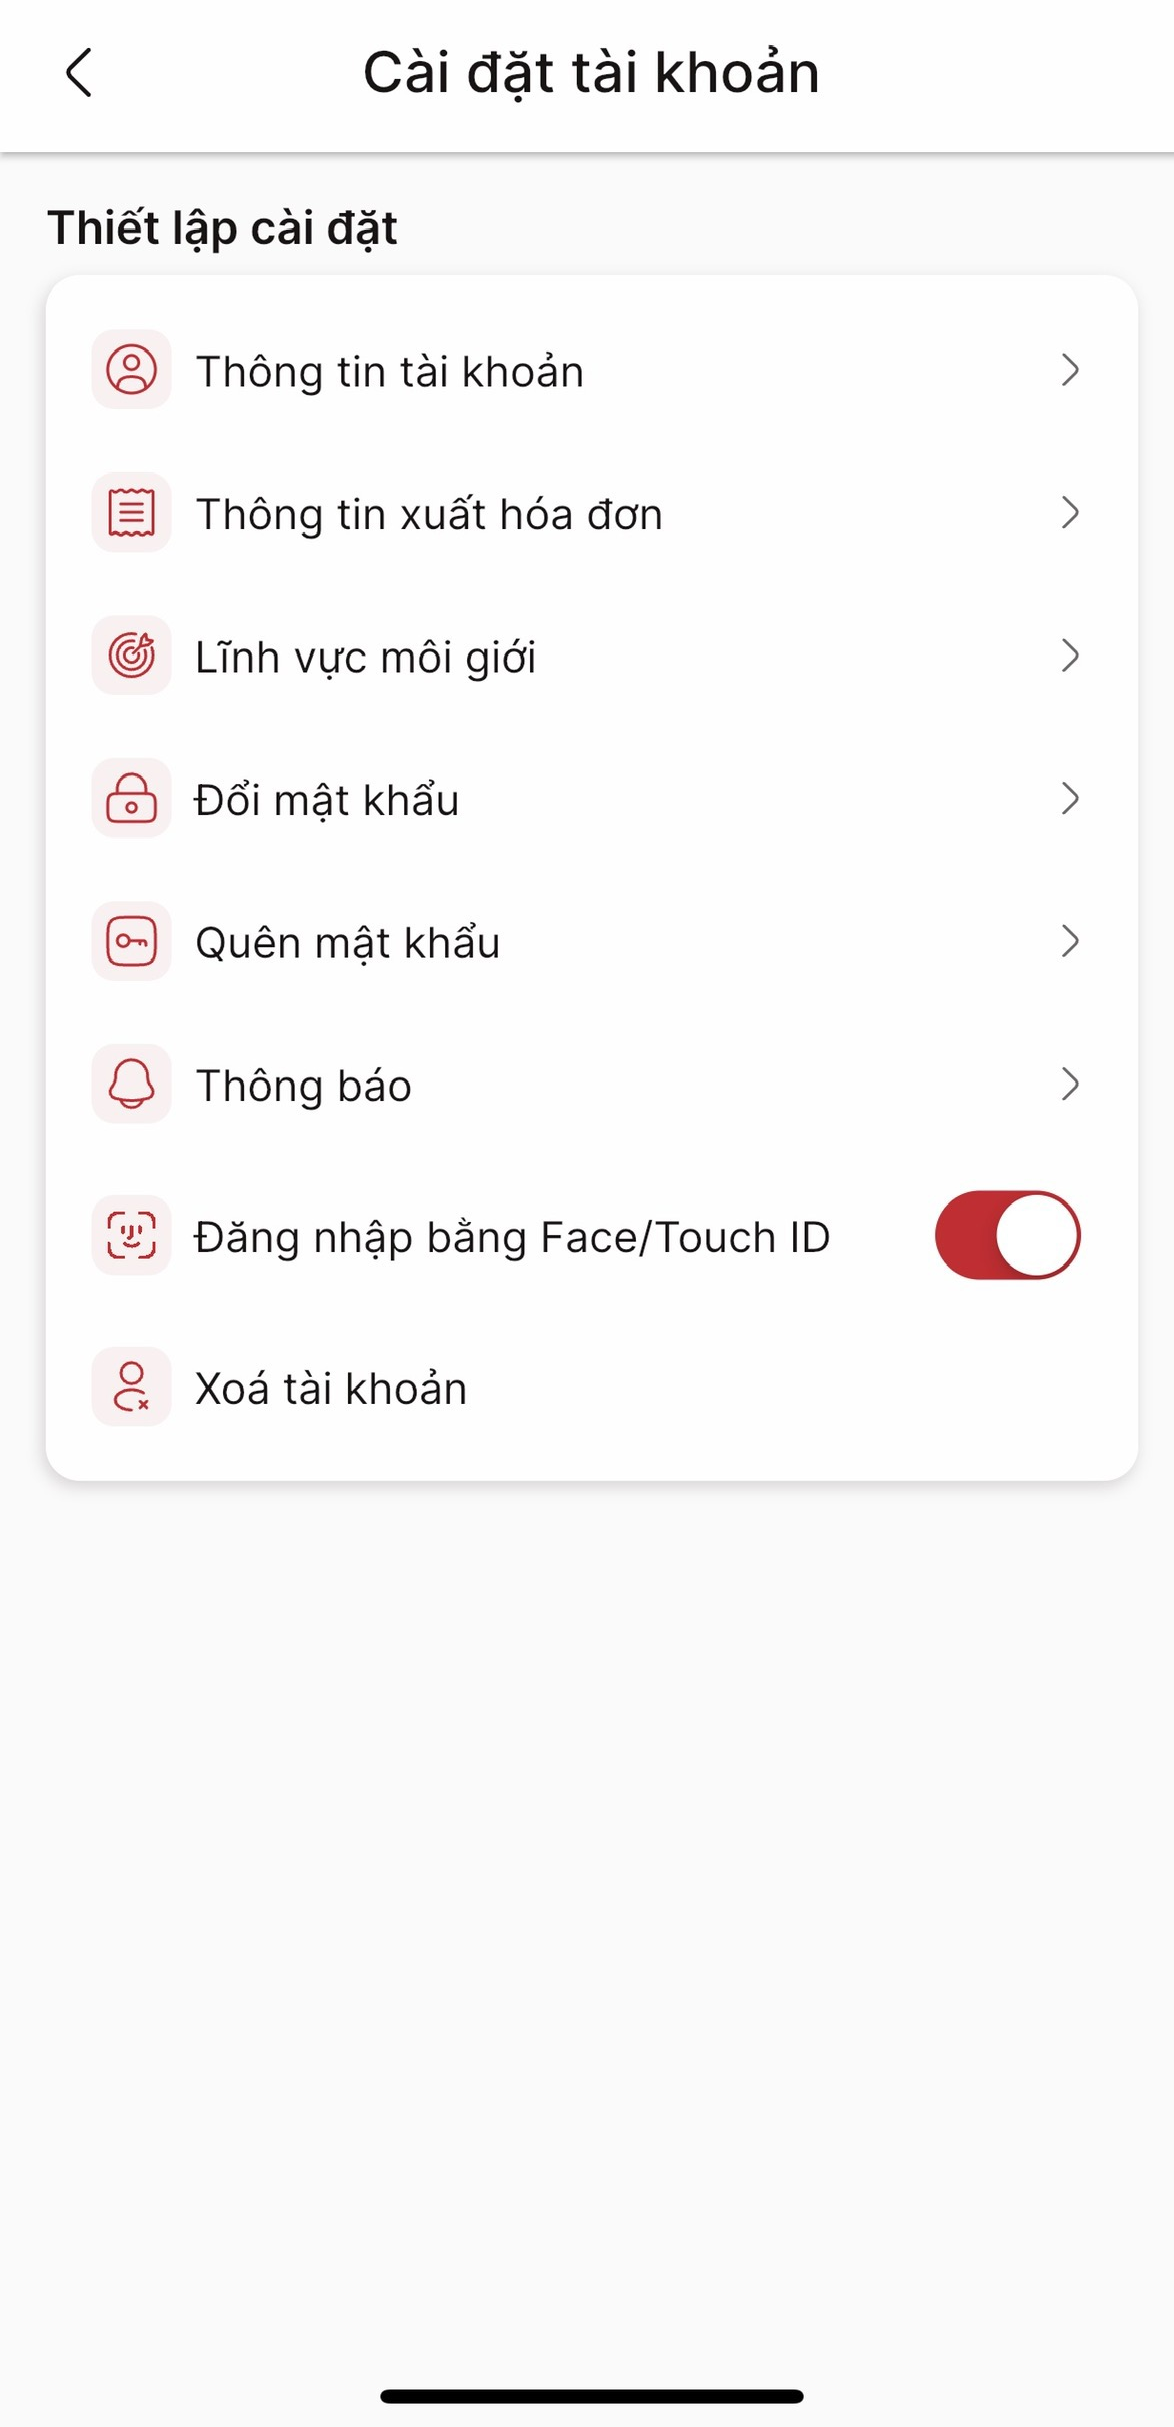 Cài đặt tài khoản
Thiết lập cài đặt
Thông tin tài khoản
Thông tin xuất hóa đơn
Lĩnh vực môi giới
Đổi mật khẩu
Quên mật khẩu
Thông báo
Đăng nhập bằng Face/Touch ID
Xoá tài khoản